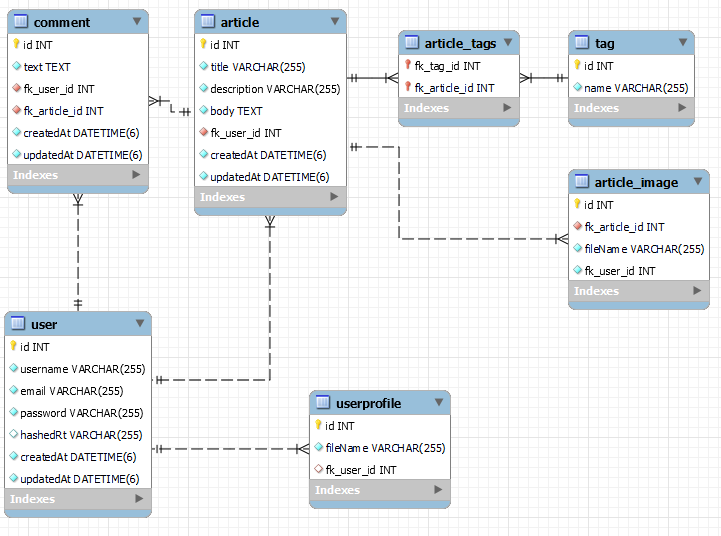 comment
id INT
text TEXT
fk_user_id INT
fk_article_id INT
createdAt DATETIME(6)
updatedAt DATETIME(6)
Indexes
article
id INT
title VARCHAR(255)
description VARCHAR(255)
body TEXT
fk_user_id INT
createdAt DATETIME(6)
updatedAt DATETIME(6)
Indexes
article_tags
fk_tag_id INT
fk_article_id INT
Indexes
tag
id INT
name VARCHAR(255)
Indexes
article_image
id INT
fk_article_id INT
fileName VARCHAR(255)
fk_user_id INT
Indexes
user
id INT
username VARCHAR(255)
email VARCHAR(255)
password VARCHAR(255)
hashedRt VARCHAR(255)
createdAt DATETIME(6)
updatedAt DATETIME(6)
Indexes
userprofile
id INT
fileName VARCHAR(255)
fk_user_id INT
Indexes